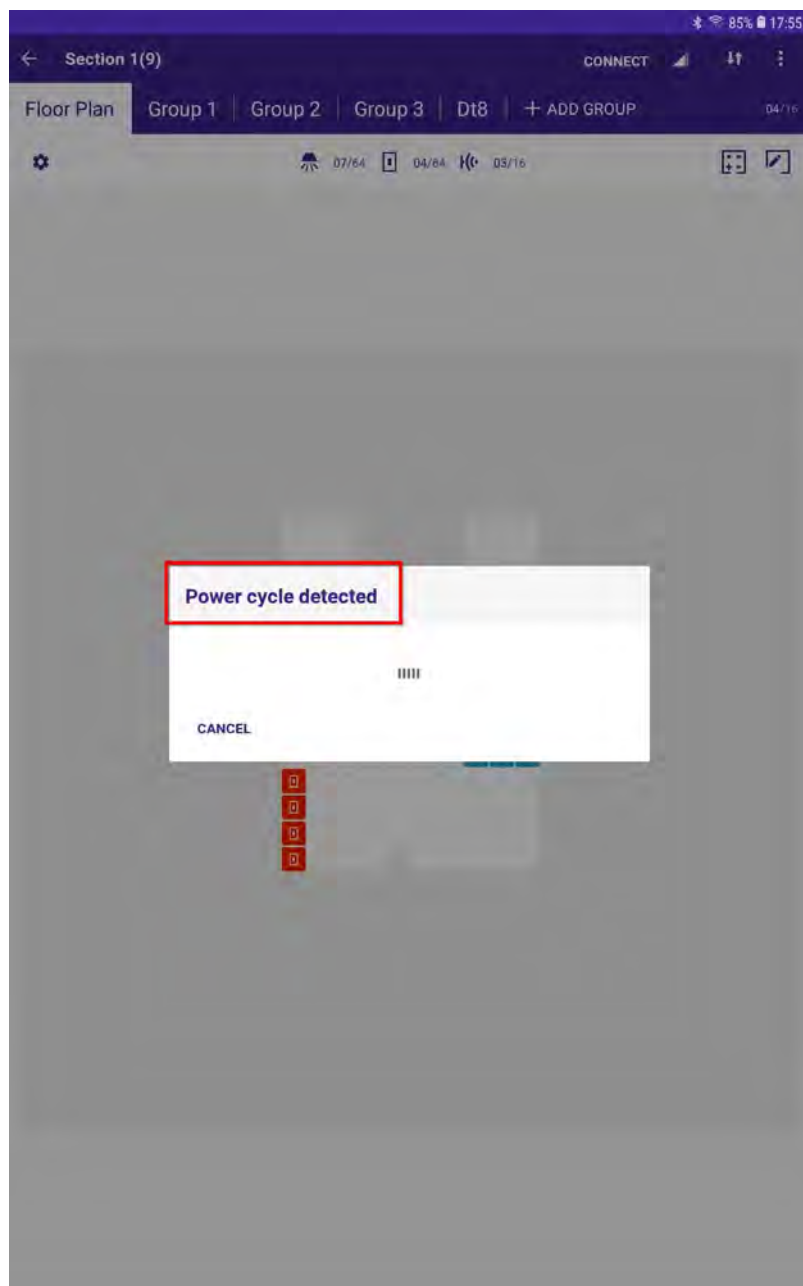 85% 17:55
Section 1(9) CONNECT
Floor Plan Group 1 Group 2 Group 3 Dt8 + ADD GROUP 04/16
07/64 04/64 03/16
Power cycle detected
CANCEL